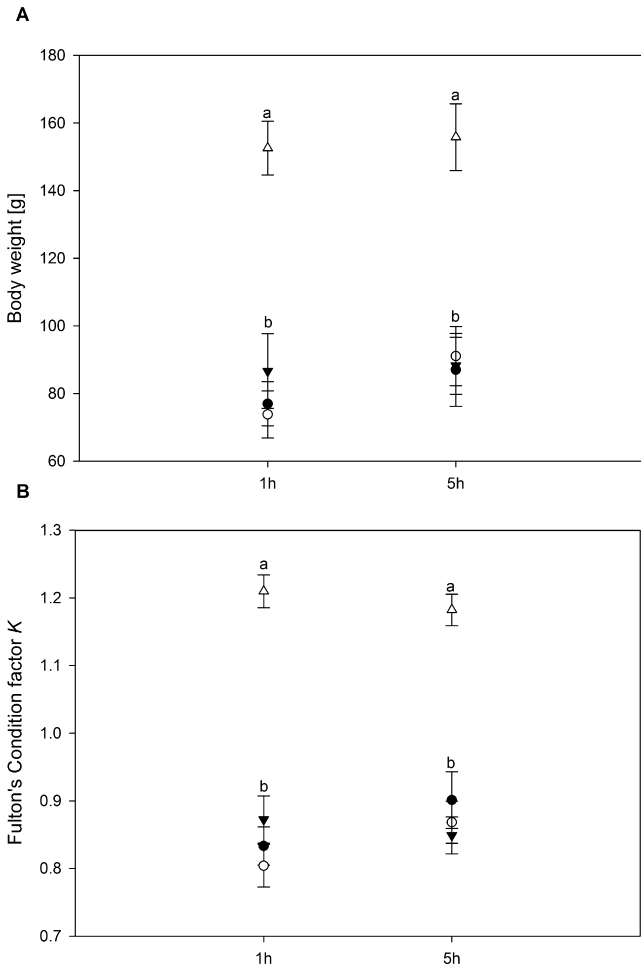 A
180
160
140
120
100
80
60
Body weight [g]
a
a
b
b
1h
5h
B
1.3
1.2
1.1
1.0
0.9
0.8
0.7
Fulton's Condition factor K
a
a
b
b
1h
5h